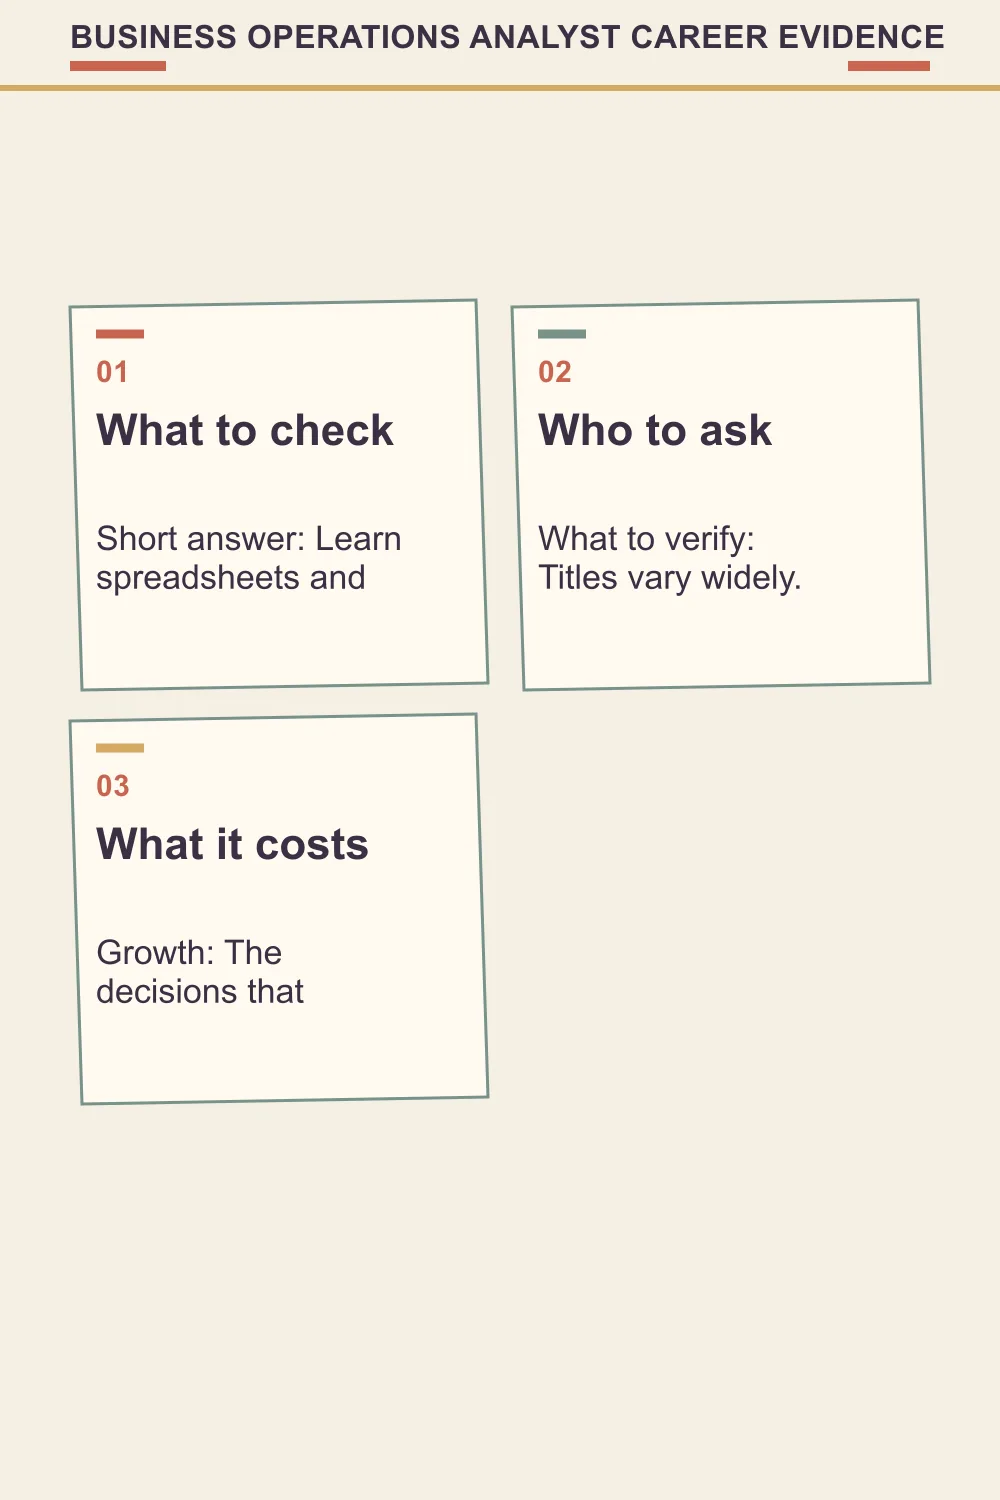 BUSINESS OPERATIONS ANALYST CAREER EVIDENCE
01
What to check
Short answer: Learn
spreadsheets and
02
Who to ask
What to verify:
Titles vary widely.
03
What it costs
Growth: The
decisions that